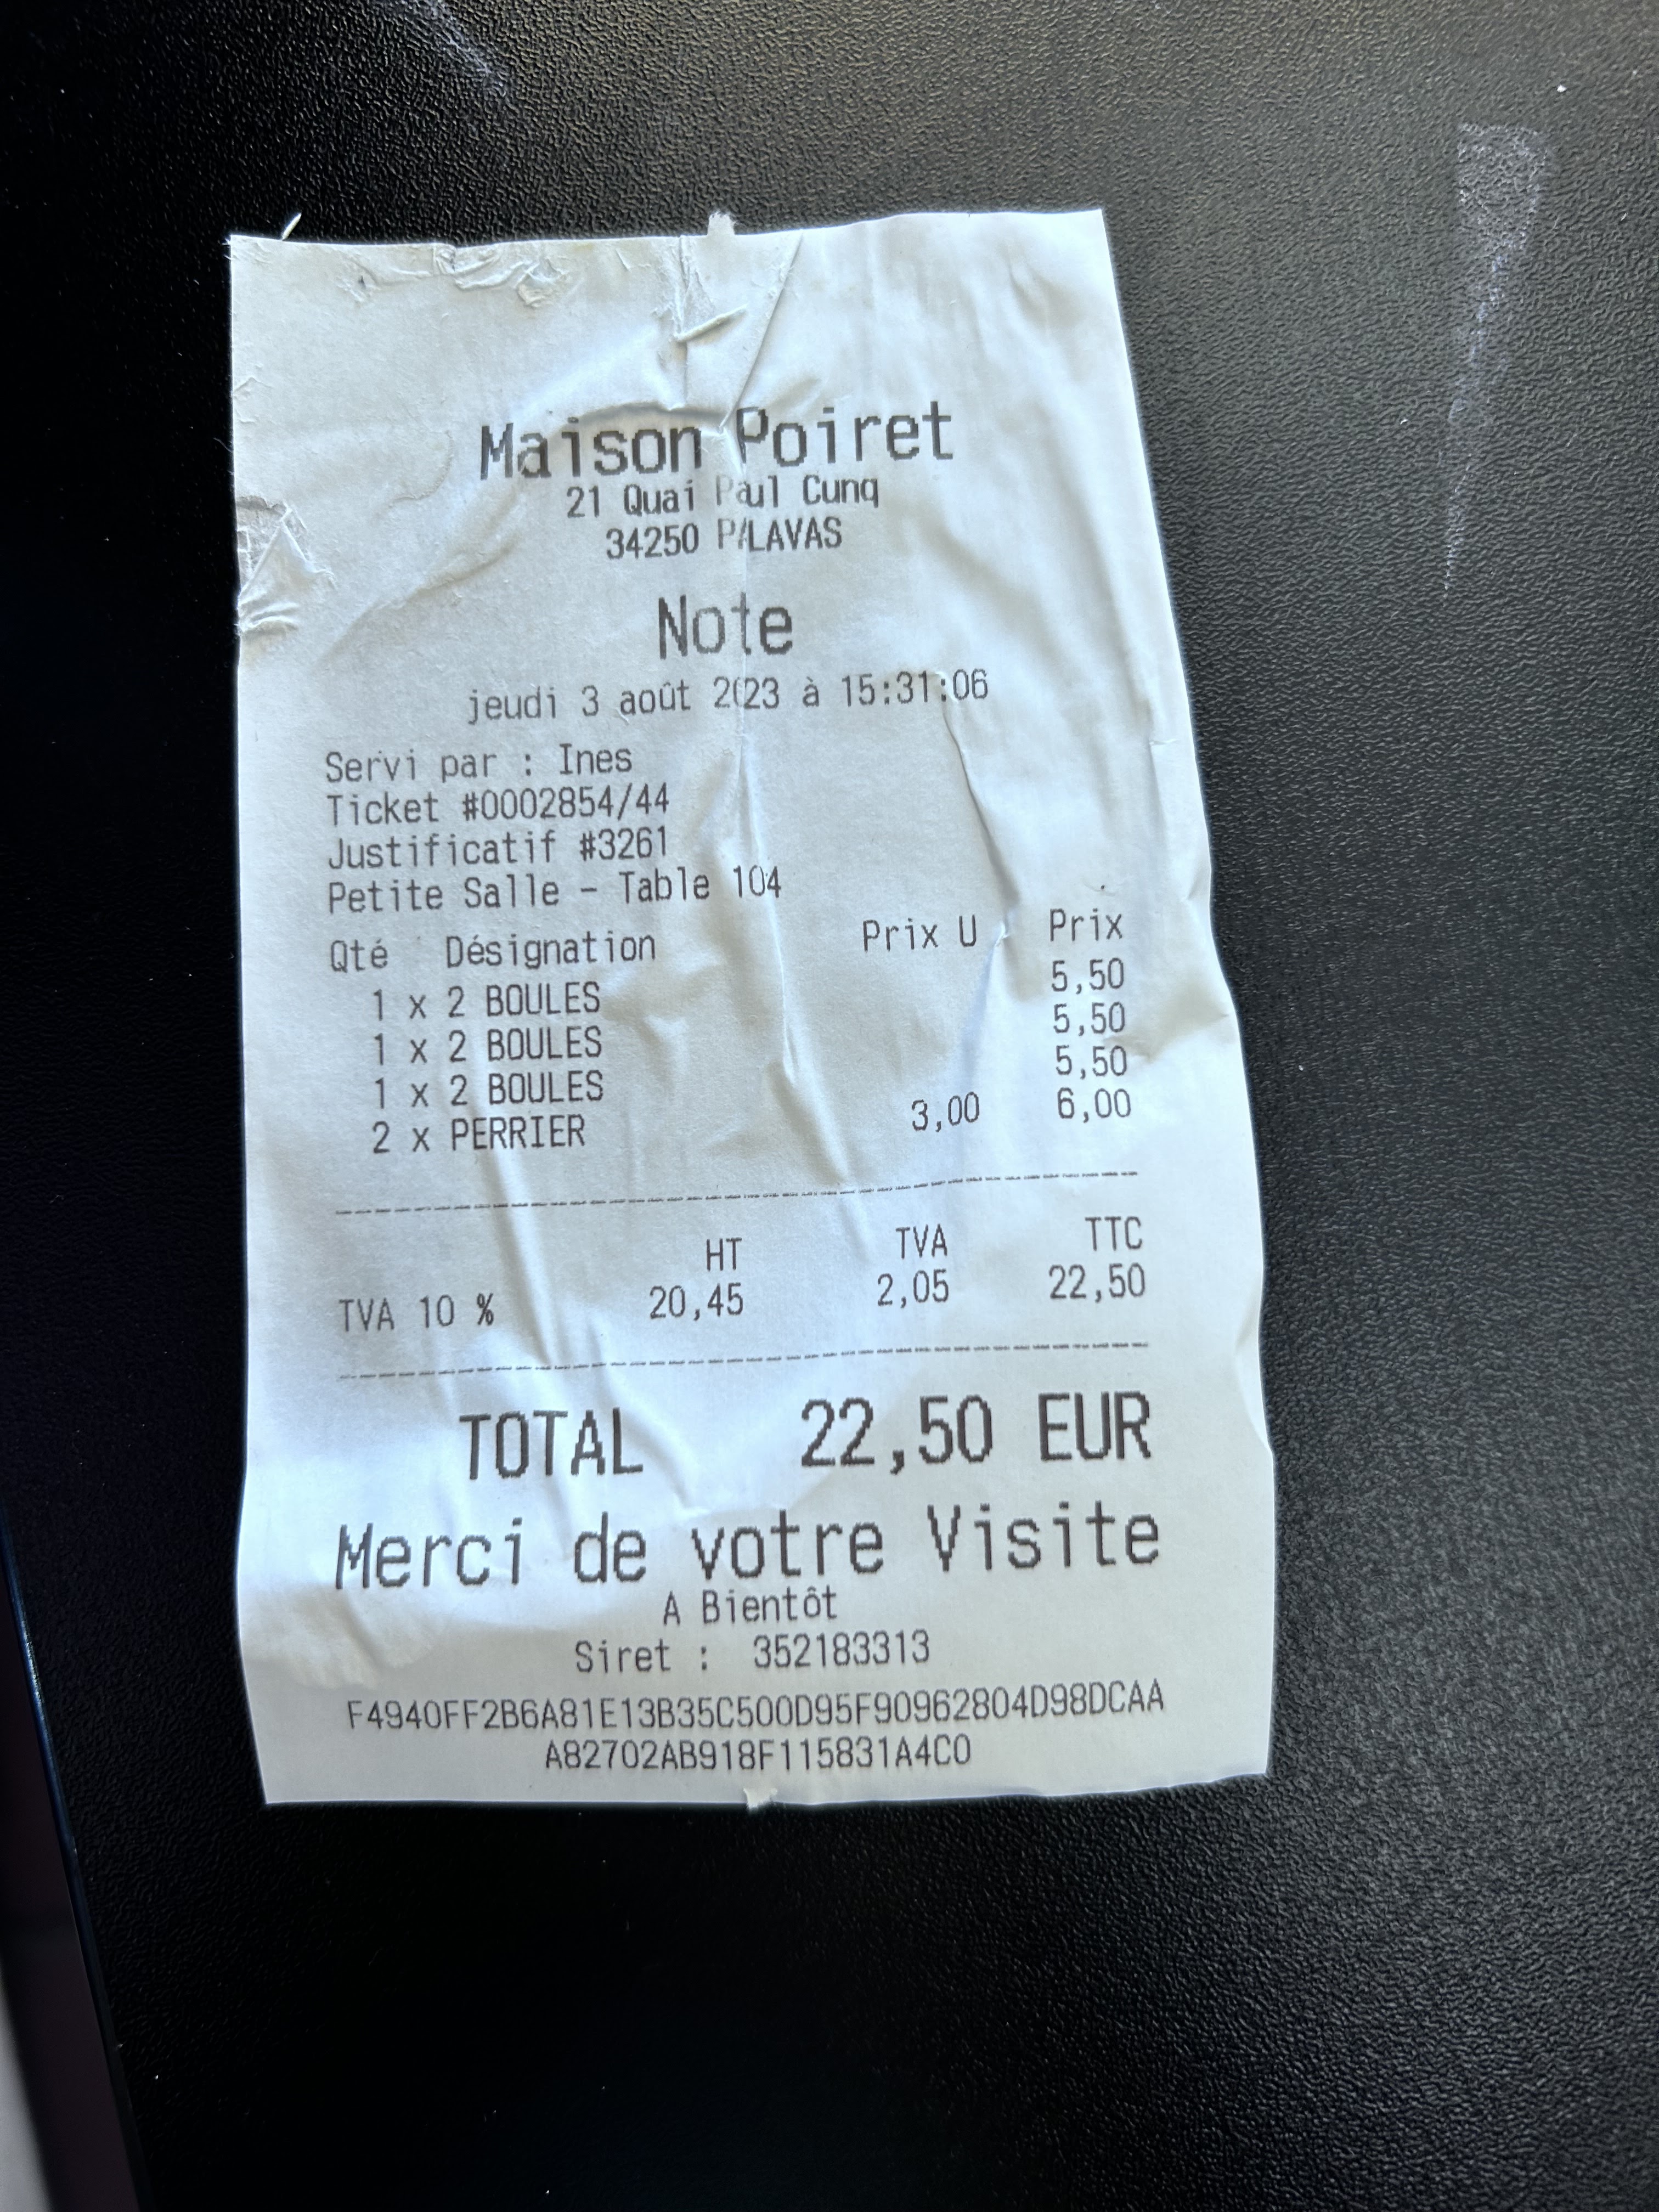 Maison Poiret
21 Quai Paul Cunq
34250 P/LAVAS
Note
jeudi 3 août 2023 à 15:31:06
Servi par : Ines
Ticket #0002854/44
Justificatif #3261
Petite Salle - Table 104
Qté Désignation Prix U Prix
1 x 2 BOULES 5,50
1 x 2 BOULES 5,50
1 x 2 BOULES 5,50
2 x PERRIER 3,00 6,00
HT TVA TTC
TVA 10 % 20,45 2,05 22,50
TOTAL 22,50 EUR
Merci de votre Visite
A Bientôt
Siret : 352183313
F4940FF2B6A81E13B35C500D95F90962804D98DCAA
A82702AB918F115831A4C0